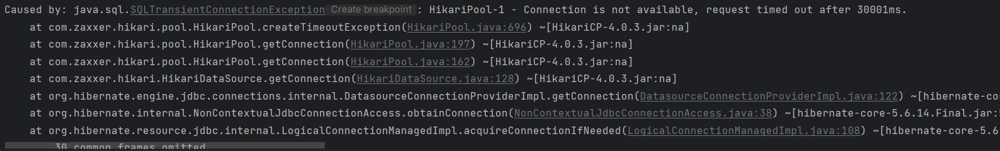 Caused by: java.sql.SQLTransientConnectionException Create breakpoint : HikariPool-1 - Connection is not available, request timed out after 30001ms.
at com.zaxxer.hikari.pool.HikariPool.createTimeoutException(HikariPool.java:696) ~[HikariCP-4.0.3.jar:na]
at com.zaxxer.hikari.pool.HikariPool.getConnection(HikariPool.java:197) ~[HikariCP-4.0.3.jar:na]
at com.zaxxer.hikari.pool.HikariPool.getConnection(HikariPool.java:162) ~[HikariCP-4.0.3.jar:na]
at com.zaxxer.hikari.HikariDataSource.getConnection(HikariDataSource.java:128) ~[HikariCP-4.0.3.jar:na]
at org.hibernate.engine.jdbc.connections.internal.DatasourceConnectionProviderImpl.getConnection(DatasourceConnectionProviderImpl.java:122) ~[hibernate-co
at org.hibernate.internal.NonContextualJdbcConnectionAccess.obtainConnection(NonContextualJdbcConnectionAccess.java:38) ~[hibernate-core-5.6.14.Final.jar:5
at org.hibernate.resource.jdbc.internal.LogicalConnectionManagedImpl.acquireConnectionIfNeeded(LogicalConnectionManagedImpl.java:108) ~[hibernate-core-5.6
30 common frames omitted